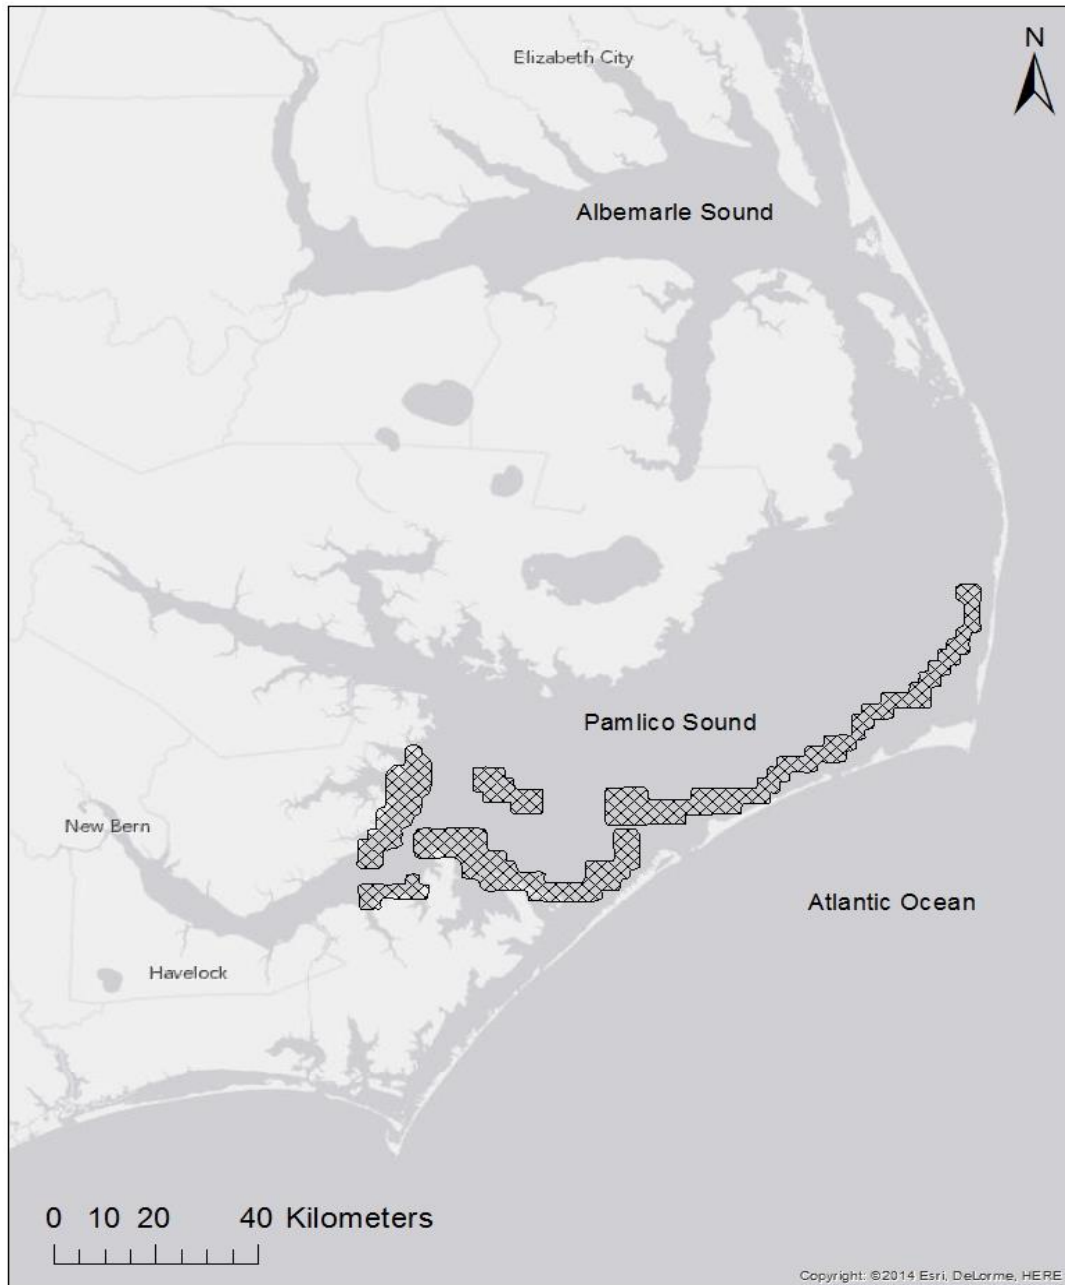 Elizabeth City
N
Albemarle Sound
Pamlico Sound
New Bern
Atlantic Ocean
Havelock
0 10 20 40 Kilometers
Copyright: ©2014 Esri, DeLorme, HERE